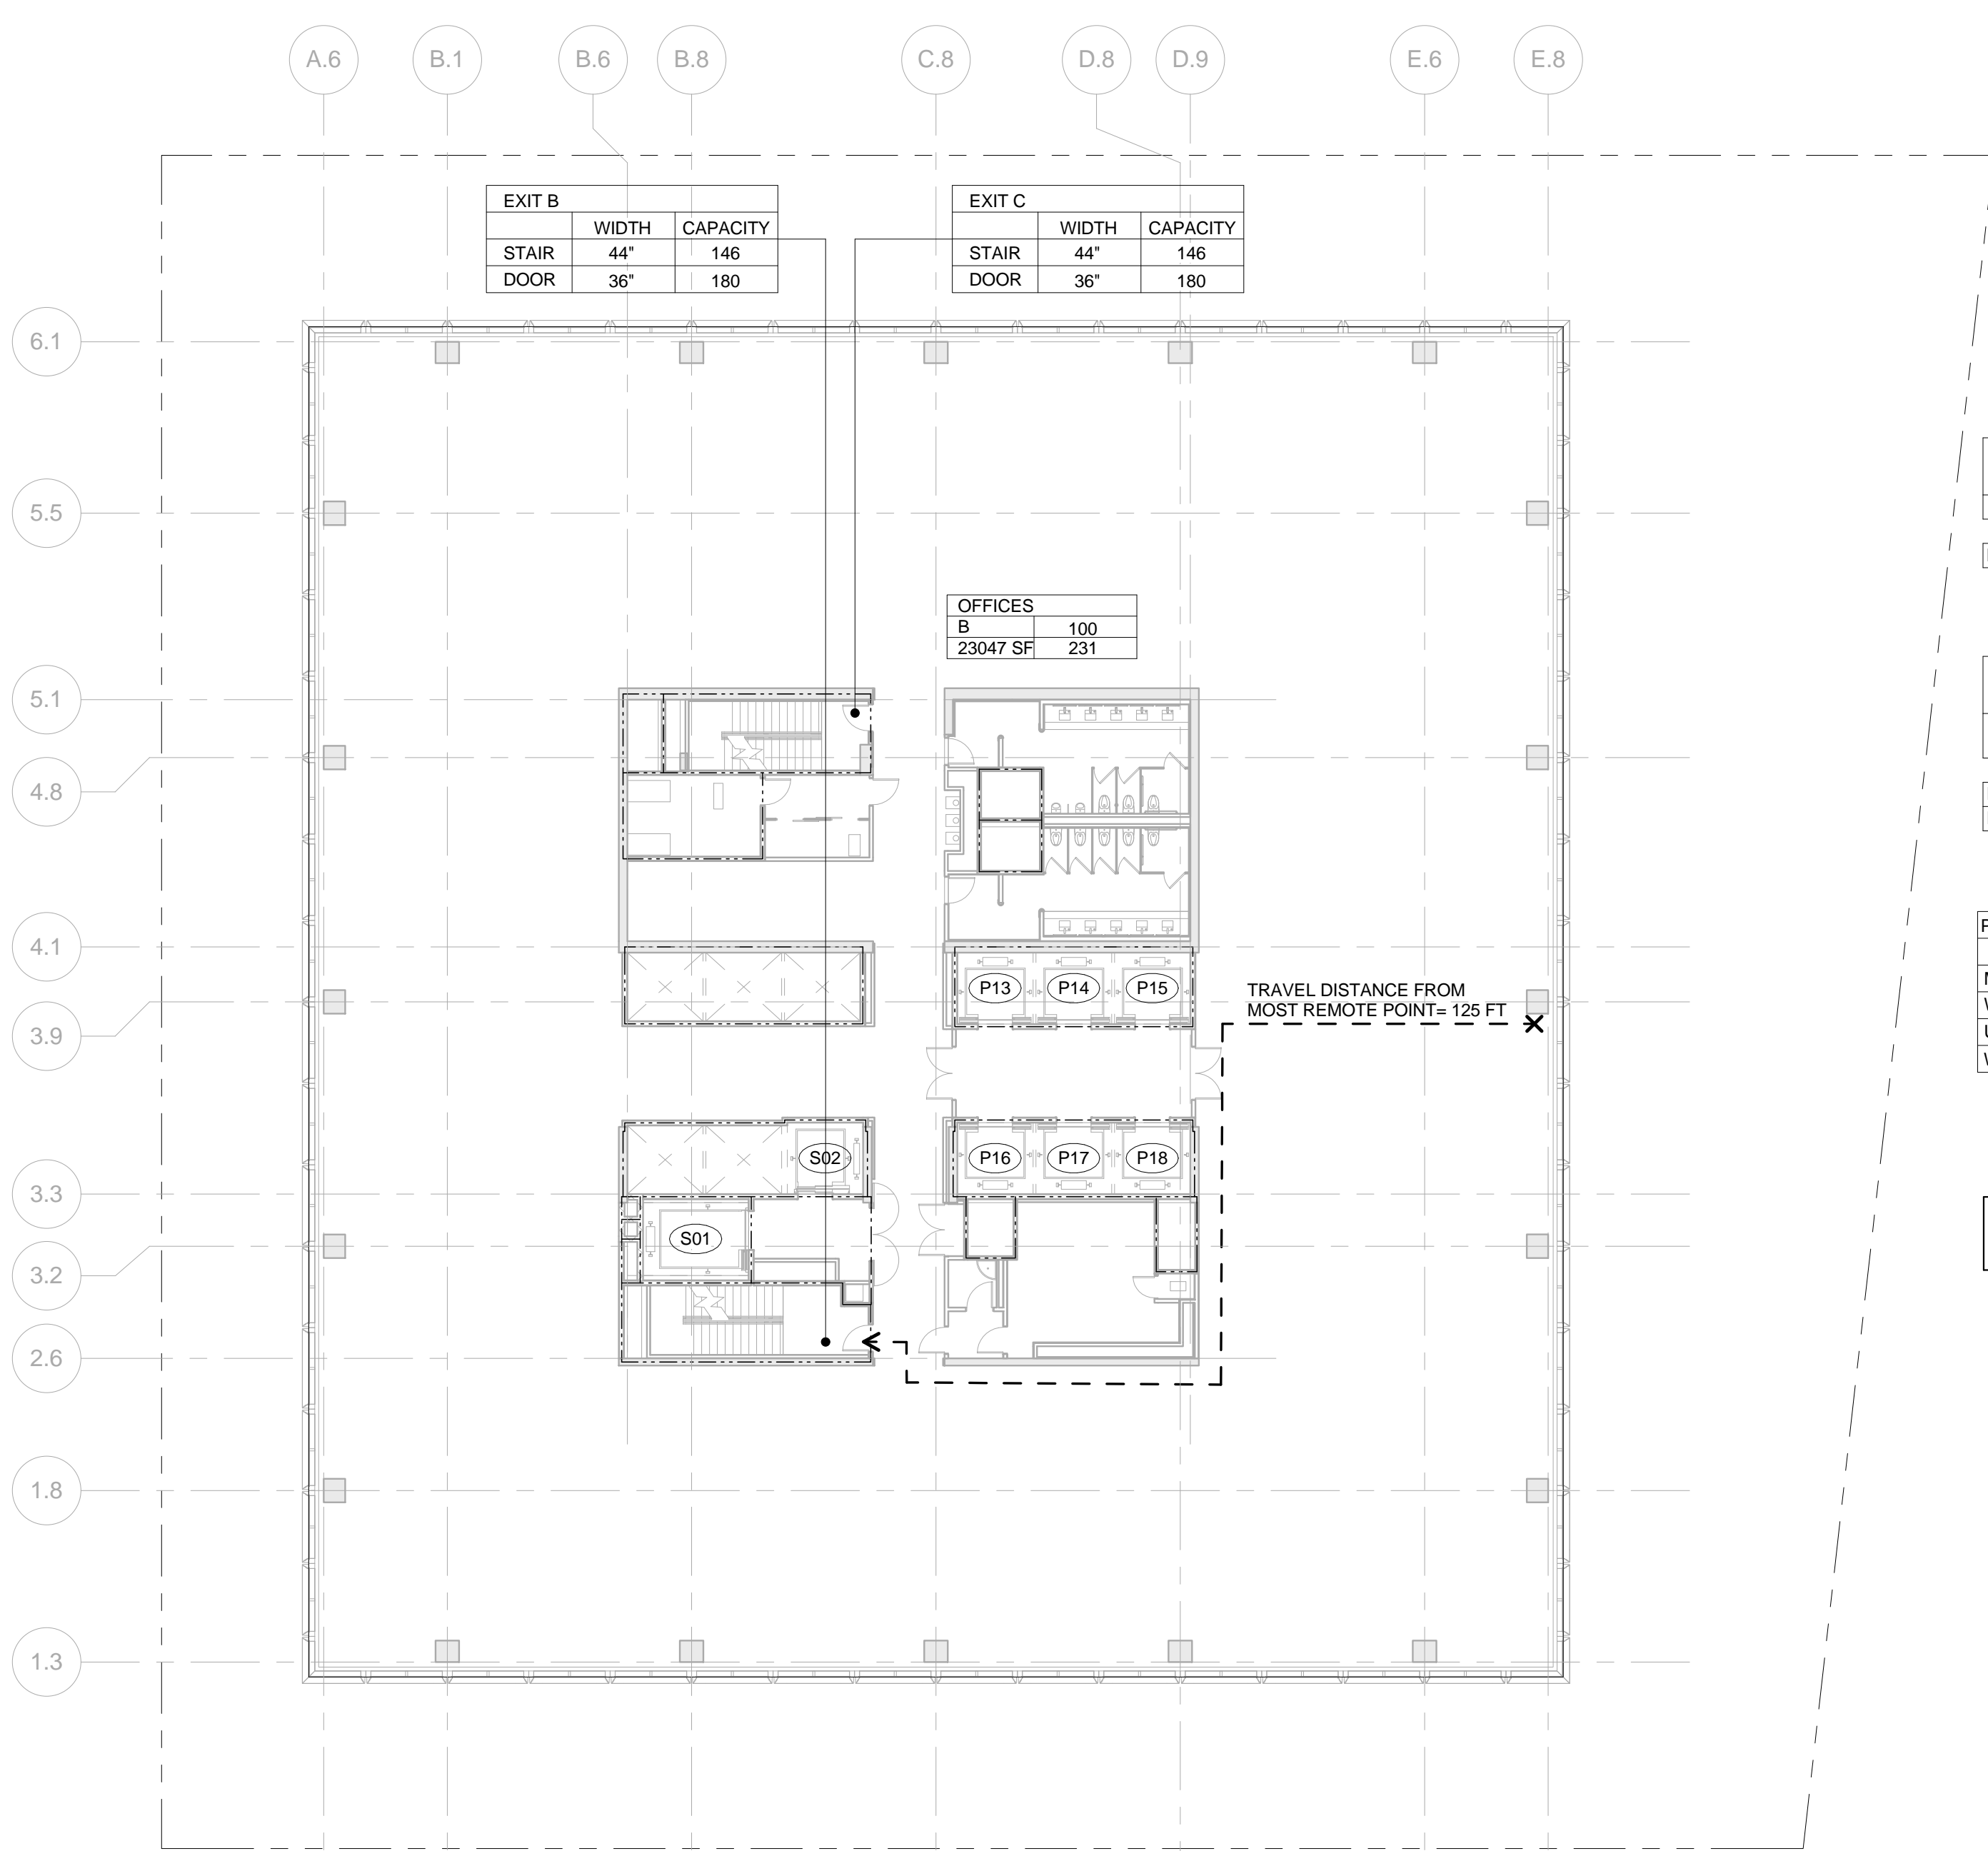 A.6 B.1 B.6 B.8 C.8 D.8 D.9 E.6 E.8
EXIT B
WIDTH CAPACITY
STAIR 44" 146
DOOR 36" 180
EXIT C
WIDTH CAPACITY
STAIR 44" 146
DOOR 36" 180
6.1
5.5
OFFICES
B 100
23047 SF 231
5.1
4.8
4.1
P13 P14 P15
TRAVEL DISTANCE FROM
MOST REMOTE POINT= 125 FT
3.9
S02
P16 P17 P18
3.3
S01
3.2
2.6
1.8
1.3